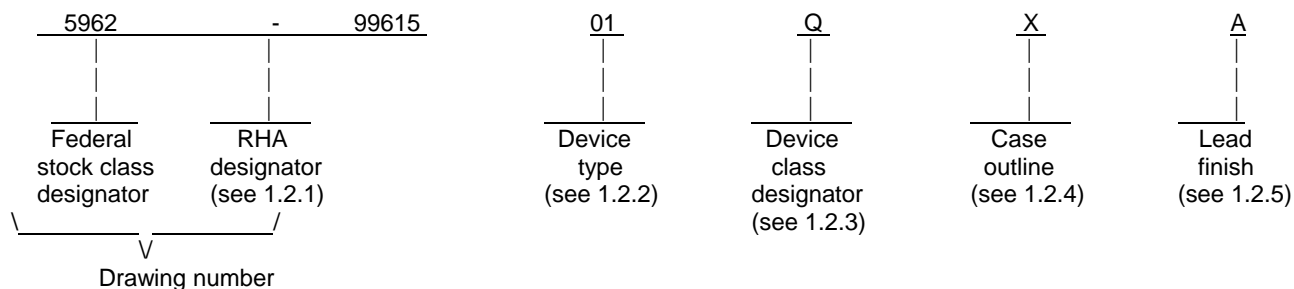 5962 - 99615 01 Q X A
Federal stock class designator
RHA designator (see 1.2.1)
Device type (see 1.2.2)
Device class designator (see 1.2.3)
Case outline (see 1.2.4)
Lead finish (see 1.2.5)
Drawing number